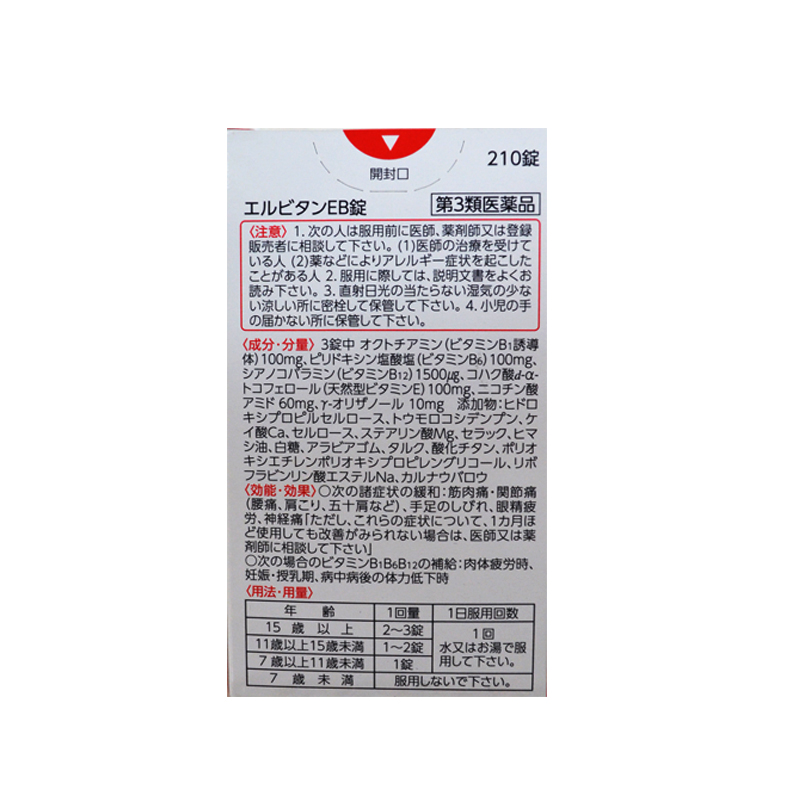 210錠
開封口
エルビタンEB錠
第3類医薬品
〈注意〉1. 次の人は服用前に医師、薬剤師又は登録
販売者に相談して下さい。(1)医師の治療を受けて
いる人 (2)薬などによりアレルギー症状を起こした
ことがある人 2. 服用に際しては、説明文書をよくお
読み下さい。3. 直射日光の当たらない湿気の少な
い涼しい所に密栓して保管して下さい。4. 小児の手
の届かない所に保管して下さい。
〈成分・分量〉3錠中 オクトチアミン(ビタミンB1誘導
体)100mg、ピリドキシン塩酸塩(ビタミンB6)100mg、
シアノコバラミン(ビタミンB12)1500μg、コハク酸d-α-
トコフェロール(天然型ビタミンE)100mg、ニコチン酸
アミド60mg、γ-オリザノール 10mg 添加物:ヒドロ
キシプロピルセルロース、トウモロコシデンプン、ケ
イ酸Ca、セルロース、ステアリン酸Mg、セラック、ヒマ
シ油、白糖、アラビアゴム、タルク、酸化チタン、ポリオ
キシエチレンポリオキシプロピレングリコール、リボ
フラビンリン酸エステルNa、カルナウバロウ
〈効能・効果〉○次の諸症状の緩和:筋肉痛・関節痛
(腰痛、肩こり、五十肩など)、手足のしびれ、眼精疲
労、神経痛「ただし、これらの症状について、1カ月ほ
ど使用しても改善がみられない場合は、医師又は薬
剤師に相談して下さい」
○次の場合のビタミンB1B6B12の補給:肉体疲労時、
妊娠・授乳期、病中病後の体力低下時
〈用法・用量〉
年齢 1回量 1日服用回数
15歳以上 2〜3錠 1回
11歳以上15歳未満 1〜2錠 水又はお湯で服
7歳以上11歳未満 1錠 用して下さい。
7歳未満 服用しないで下さい。